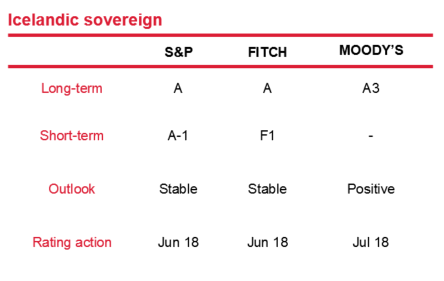 Icelandic sovereign
S&P FITCH MOODY'S
Long-term A A A3
Short-term A-1 F1 -
Outlook Stable Stable Positive
Rating action Jun 18 Jun 18 Jul 18